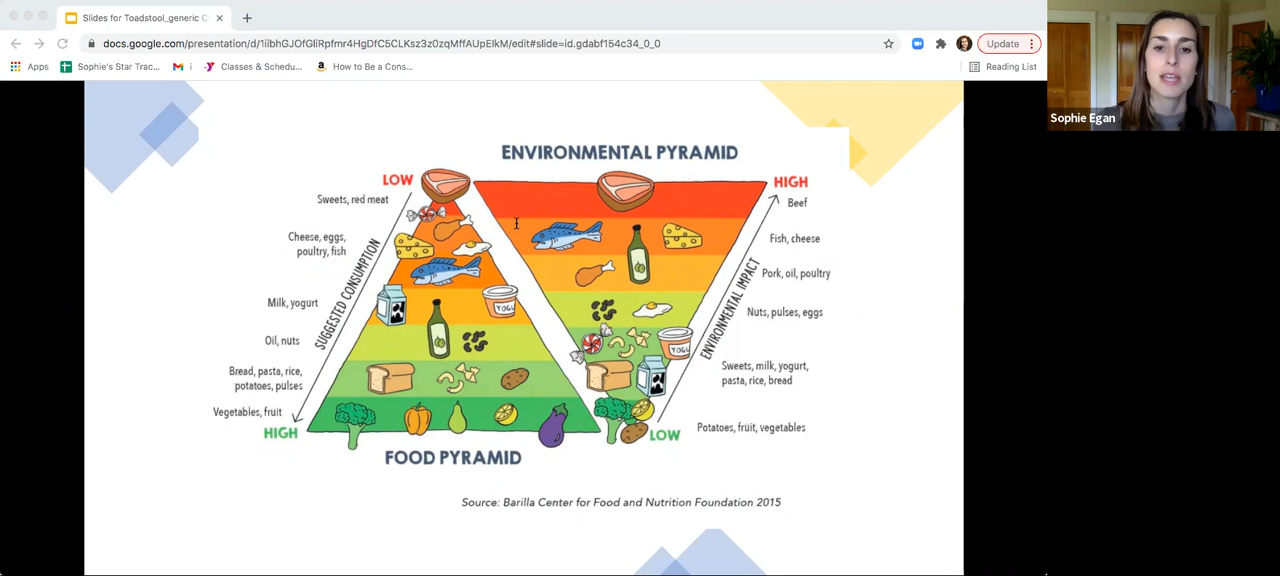 Slides for Toadstool_generic C
docs.google.com/presentation/d/1iibhGJOfGliRpfmr4HgDfC5CLKsz3z0zqMffAUpEIkM/edit#slide=id.gdabf154c34_0_0
Update
Apps
Sophie's Star Trac...
i
Classes & Schedu...
How to Be a Cons...
Reading List
Sophie Egan
ENVIRONMENTAL PYRAMID
LOW
HIGH
Sweets, red meat
Beef
Cheese, eggs,
poultry, fish
Fish, cheese
Pork, oil, poultry
SUGGESTED CONSUMPTION
ENVIRONMENTAL IMPACT
Milk, yogurt
YOGU
Nuts, pulses, eggs
Oil, nuts
YOGU
Bread, pasta, rice,
potatoes, pulses
Sweets, milk, yogurt,
pasta, rice, bread
Vegetables, fruit
Potatoes, fruit, vegetables
HIGH
LOW
FOOD PYRAMID
Source: Barilla Center for Food and Nutrition Foundation 2015